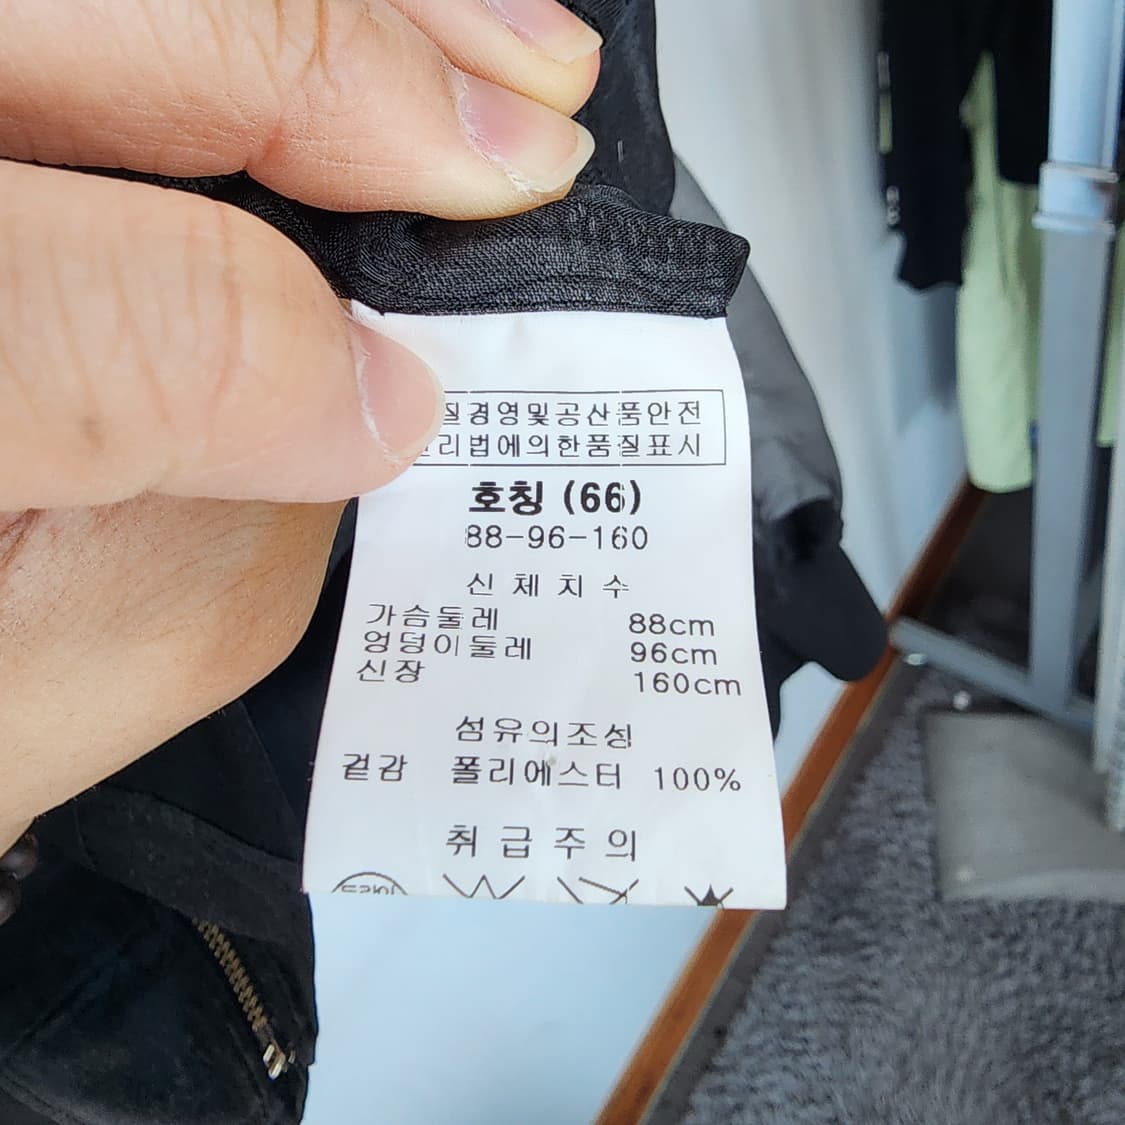 질경영및공산품안전
리법에의한품질표시
호칭 (66)
88-96-160
신체치수
가슴둘레 88cm
엉덩이둘레 96cm
신장 160cm
섬유의조성
겉감 폴리에스터 100%
취급주의
드라이